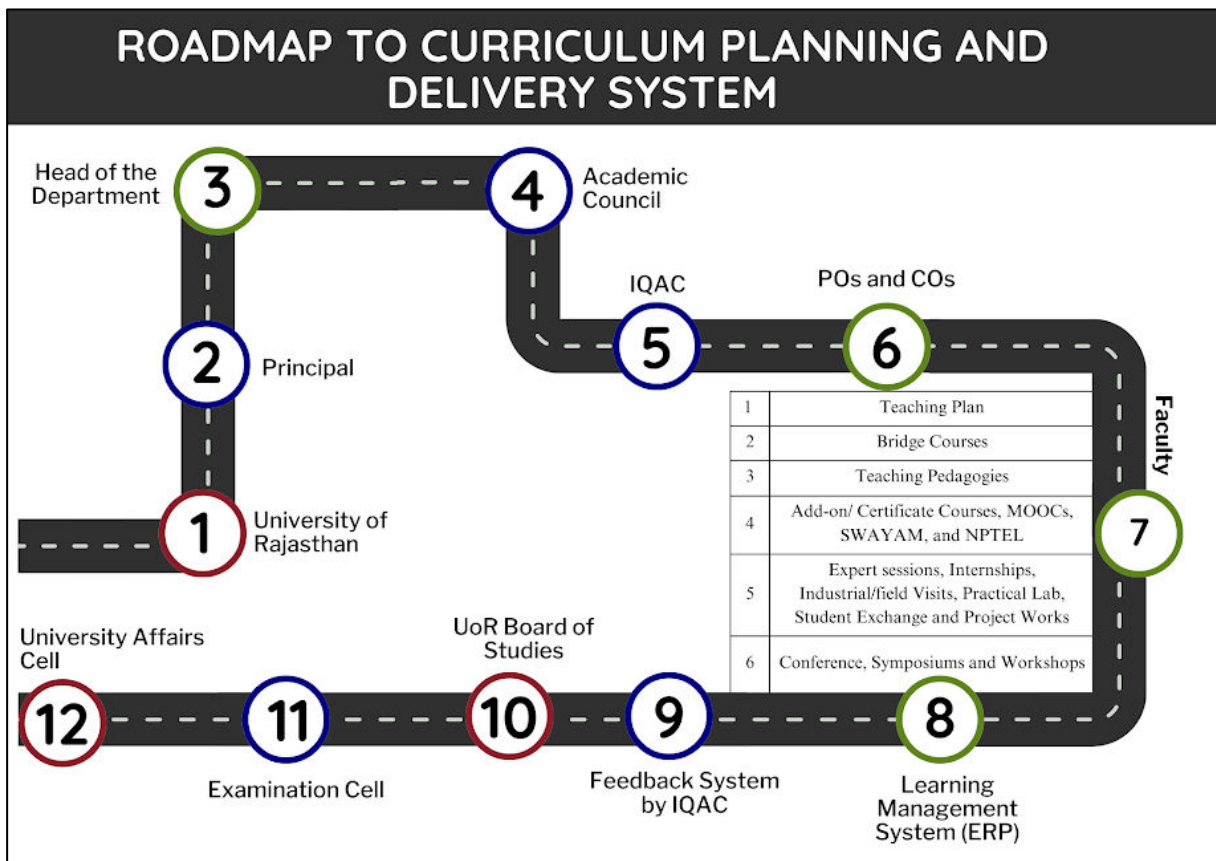 ROADMAP TO CURRICULUM PLANNING AND
DELIVERY SYSTEM
1
University of
Rajasthan
2
Principal
3
Head of the
Department
4
Academic
Council
5
IQAC
6
POs and COs
7
Faculty
1 Teaching Plan
2 Bridge Courses
3 Teaching Pedagogies
4 Add-on/ Certificate Courses, MOOCs,
SWAYAM, and NPTEL
5 Expert sessions, Internships,
Industrial/field Visits, Practical Lab,
Student Exchange and Project Works
6 Conference, Symposiums and Workshops
8
Learning
Management
System (ERP)
9
Feedback System
by IQAC
10
UoR Board of
Studies
11
Examination Cell
12
University Affairs
Cell